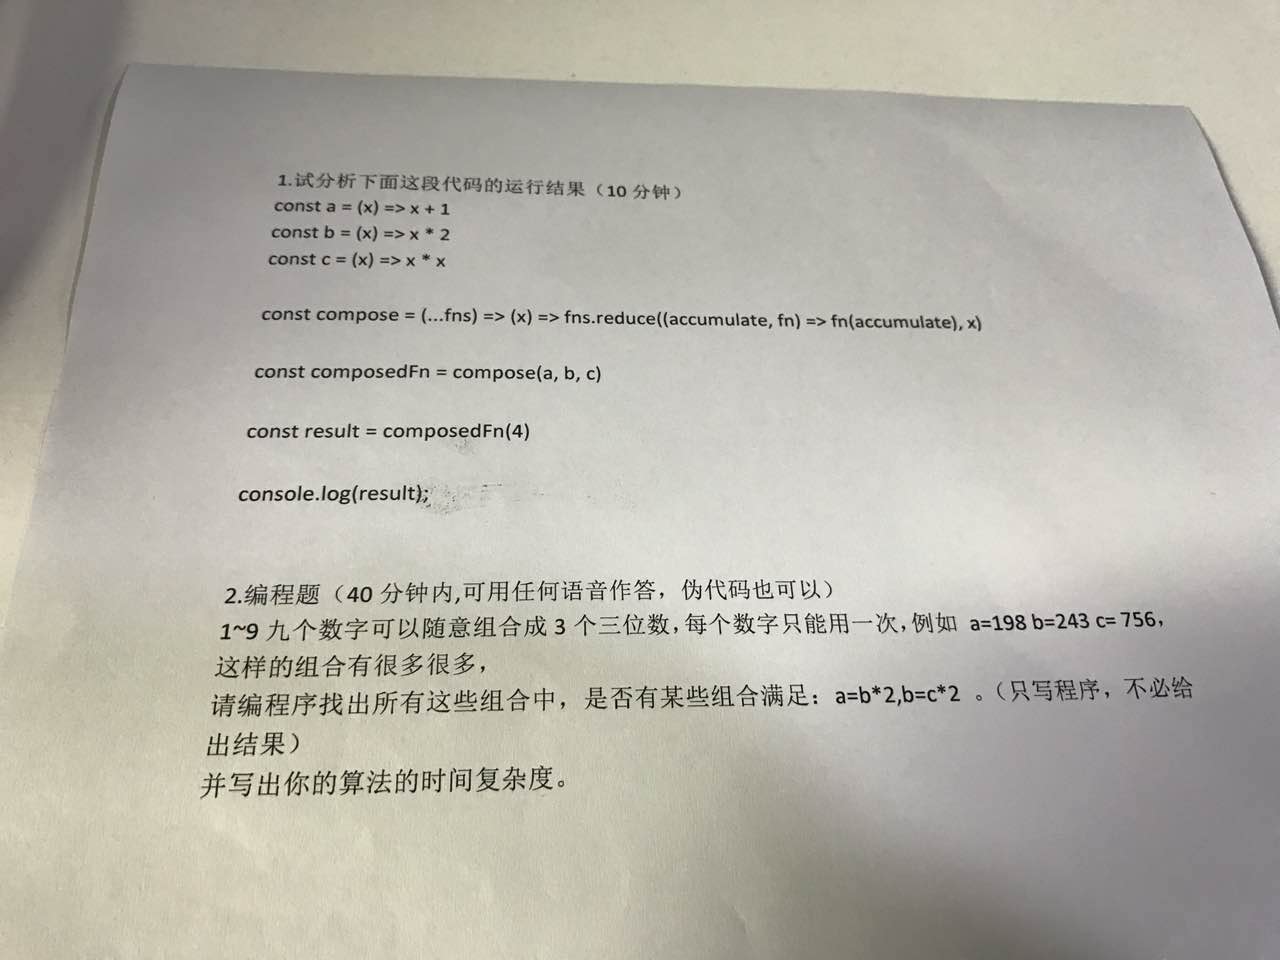 1.试分析下面这段代码的运行结果（10 分钟）
const a = (x) => x + 1
const b = (x) => x * 2
const c = (x) => x * x
const compose = (...fns) => (x) => fns.reduce((accumulate, fn) => fn(accumulate), x)
const composedFn = compose(a, b, c)
const result = composedFn(4)
console.log(result);
2.编程题（40 分钟内,可用任何语音作答，伪代码也可以）
1~9 九个数字可以随意组合成 3 个三位数,每个数字只能用一次,例如 a=198 b=243 c= 756，
这样的组合有很多很多，
请编程序找出所有这些组合中，是否有某些组合满足：a=b*2,b=c*2 。（只写程序，不必给
出结果）
并写出你的算法的时间复杂度。